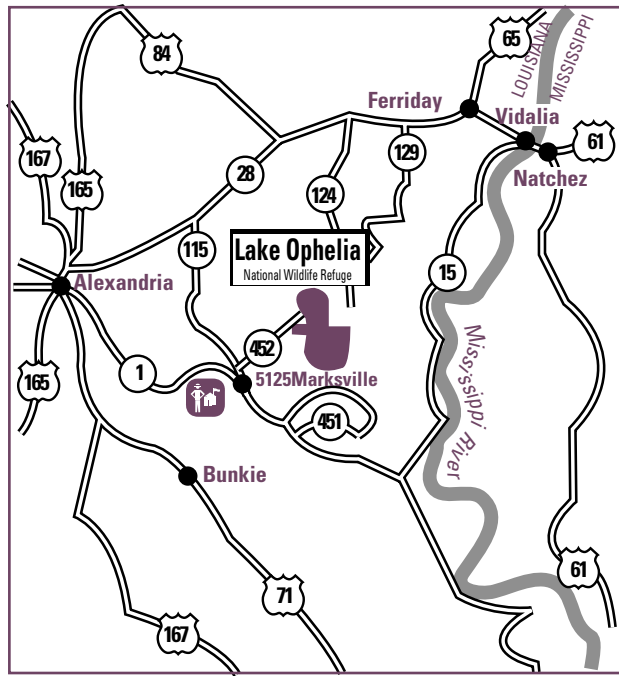 65
LOUISIANA
MISSISSIPPI
84
Ferriday
Vidalia
167
61
129
28
Natchez
165
124
115
Lake Ophelia
National Wildlife Refuge
15
Alexandria
452
Mississippi River
1
5125Marksville
165
451
Bunkie
61
71
167